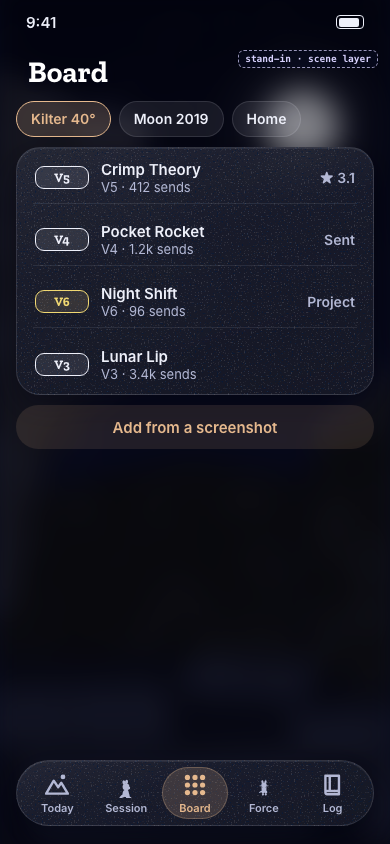 9:41
stand-in · scene layer
Board
Kilter 40°
Moon 2019
Home
V5
Crimp Theory
V5 · 412 sends
★ 3.1
V4
Pocket Rocket
V4 · 1.2k sends
Sent
V6
Night Shift
V6 · 96 sends
Project
V3
Lunar Lip
V3 · 3.4k sends
Add from a screenshot
Today
Session
Board
Force
Log